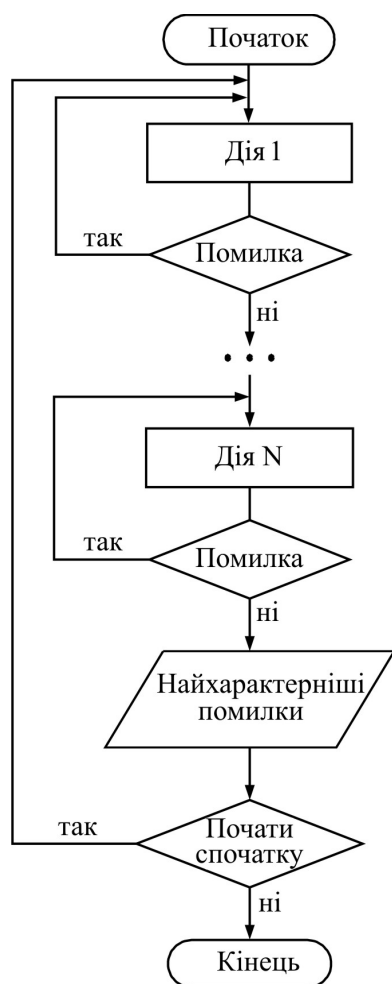 Початок
Дія 1
так
Помилка
ні
• • •
Дія N
так
Помилка
ні
Найхарактерніші
помилки
так
Почати
спочатку
ні
Кінець